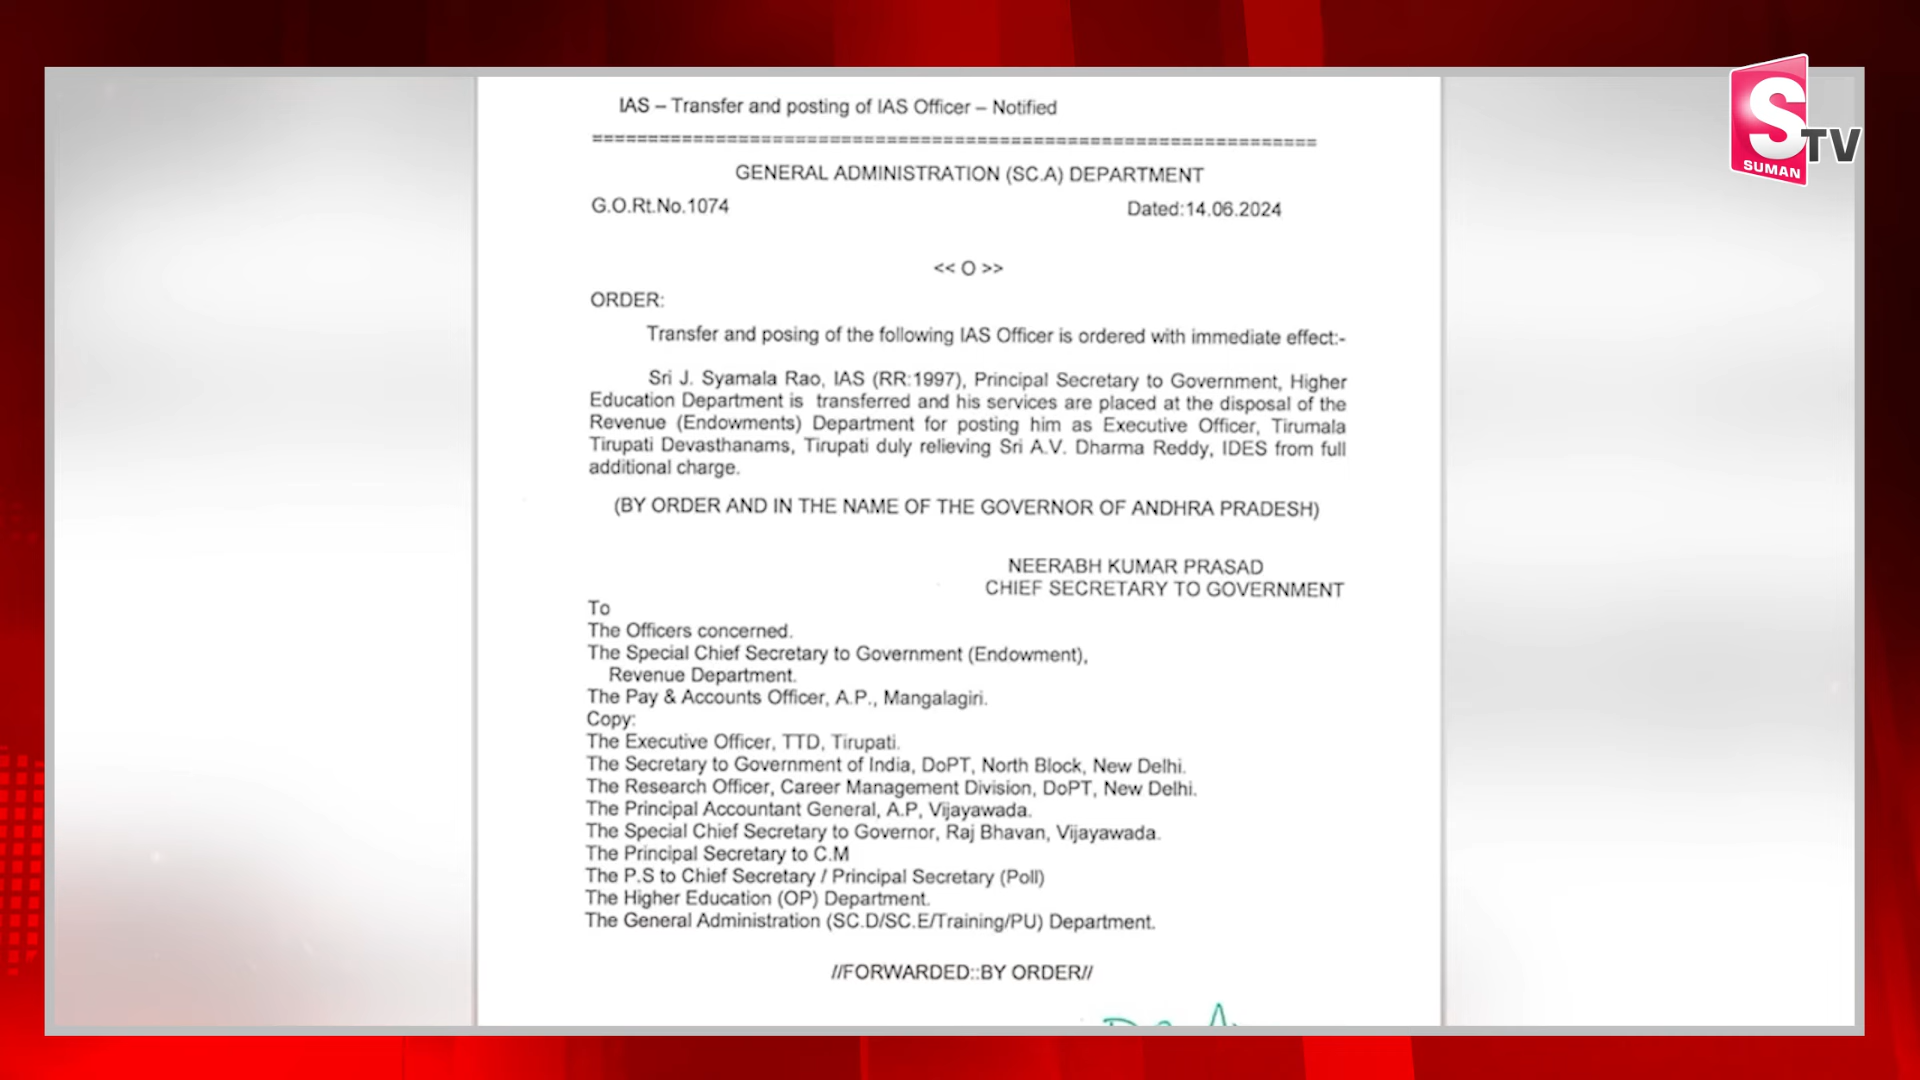 IAS – Transfer and posting of IAS Officer – Notified
==================================================================
GENERAL ADMINISTRATION (SC.A) DEPARTMENT
G.O.Rt.No.1074 Dated:14.06.2024
<< O >>
ORDER:
Transfer and posing of the following IAS Officer is ordered with immediate effect:-
Sri J. Syamala Rao, IAS (RR:1997), Principal Secretary to Government, Higher
Education Department is transferred and his services are placed at the disposal of the
Revenue (Endowments) Department for posting him as Executive Officer, Tirumala
Tirupati Devasthanams, Tirupati duly relieving Sri A.V. Dharma Reddy, IDES from full
additional charge.
(BY ORDER AND IN THE NAME OF THE GOVERNOR OF ANDHRA PRADESH)
NEERABH KUMAR PRASAD
CHIEF SECRETARY TO GOVERNMENT
To
The Officers concerned.
The Special Chief Secretary to Government (Endowment),
Revenue Department.
The Pay & Accounts Officer, A.P., Mangalagiri.
Copy:
The Executive Officer, TTD, Tirupati.
The Secretary to Government of India, DoPT, North Block, New Delhi.
The Research Officer, Career Management Division, DoPT, New Delhi.
The Principal Accountant General, A.P, Vijayawada.
The Special Chief Secretary to Governor, Raj Bhavan, Vijayawada.
The Principal Secretary to C.M
The P.S to Chief Secretary / Principal Secretary (Poll)
The Higher Education (OP) Department.
The General Administration (SC.D/SC.E/Training/PU) Department.
//FORWARDED::BY ORDER//
S TV
SUMAN